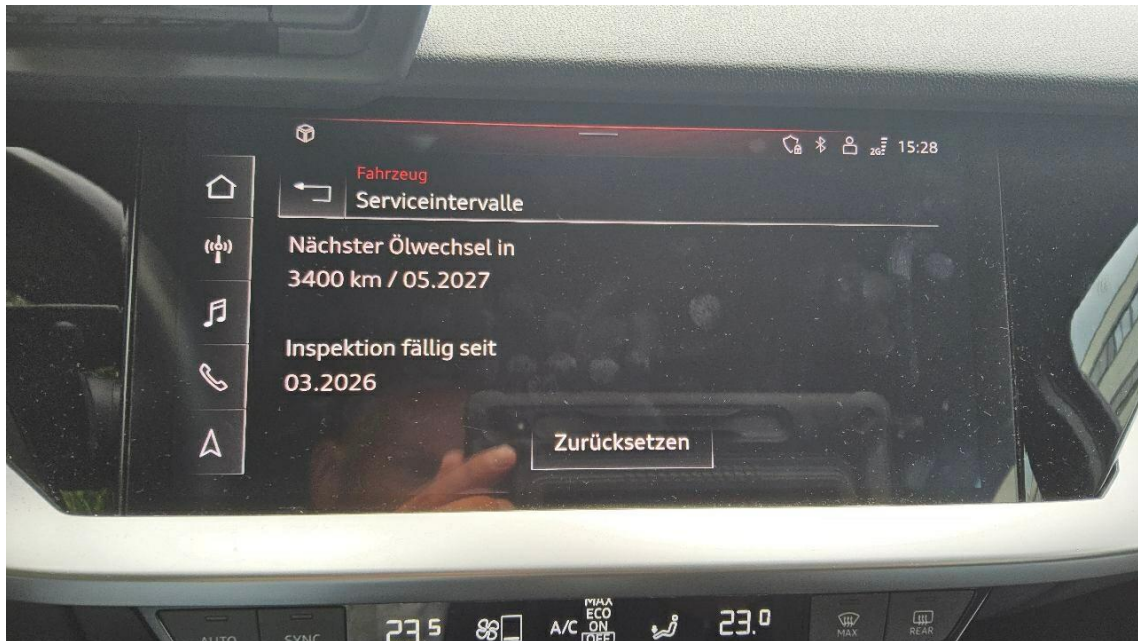 2G 15:28
Fahrzeug
Serviceintervalle
Nächster Ölwechsel in
3400 km / 05.2027
Inspektion fällig seit
03.2026
Zurücksetzen
AUTO SYNC 23.5 A/C MAX ECO ON OFF 23.0 MAX REAR